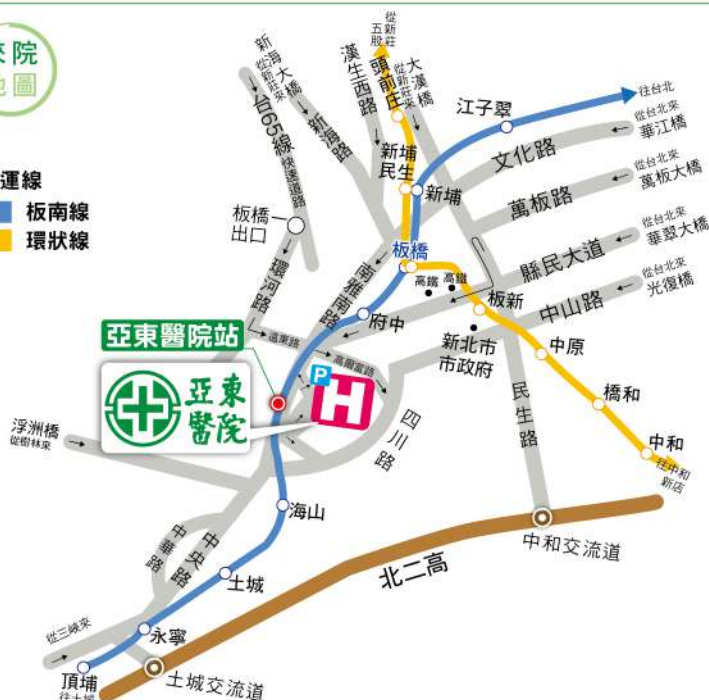 來院
地圖
捷運線
板南線
環狀線
從新莊
五股
頭前庄
新海大橋
從新莊來
漢生西路
大漢橋
從新莊來
新海路
1065線
快速道路
江子翠
往台北
從台北來
華江橋
文化路
新埔
民生
新埔
萬板路
從台北來
萬板大橋
板橋
出口
板橋
從台北來
華翠大橋
縣民大道
環河路
南雅南路
高鐵
高鐵
板新
中山路
從台北來
光復橋
府中
新北市
市政府
中原
亞東醫院站
遠東路
高爾富路
P
H
亞東
醫院
四川路
民生路
橋和
浮洲橋
從樹林來
中和
往中和
新店
海山
中和交流道
北二高
中華路
中央路
土城
從三峽來
永寧
頂埔
土城交流道